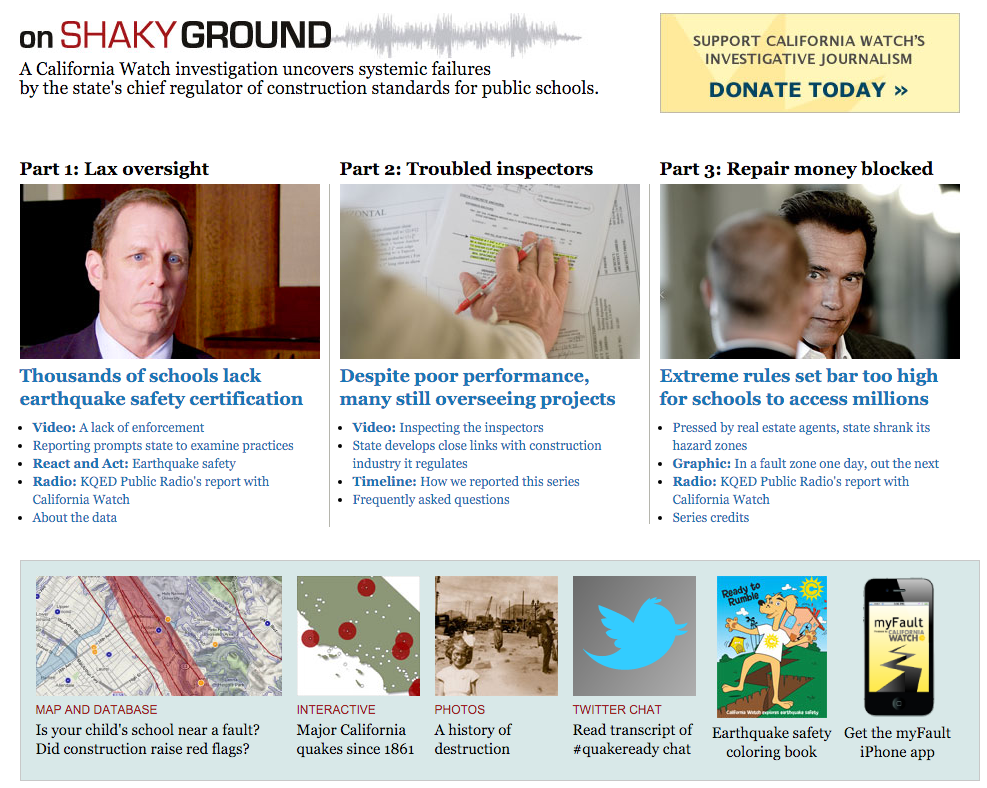 on SHAKY GROUND
A California Watch investigation uncovers systemic failures
by the state's chief regulator of construction standards for public schools.
SUPPORT CALIFORNIA WATCH'S
INVESTIGATIVE JOURNALISM
DONATE TODAY »
Part 1: Lax oversight
Thousands of schools lack
earthquake safety certification
• Video: A lack of enforcement
• Reporting prompts state to examine practices
• React and Act: Earthquake safety
• Radio: KQED Public Radio's report with
California Watch
• About the data
Part 2: Troubled inspectors
Despite poor performance,
many still overseeing projects
• Video: Inspecting the inspectors
• State develops close links with construction
industry it regulates
• Timeline: How we reported this series
• Frequently asked questions
Part 3: Repair money blocked
Extreme rules set bar too high
for schools to access millions
• Pressed by real estate agents, state shrank its
hazard zones
• Graphic: In a fault zone one day, out the next
• Radio: KQED Public Radio's report with
California Watch
• Series credits
MAP AND DATABASE
Is your child's school near a fault?
Did construction raise red flags?
INTERACTIVE
Major California
quakes since 1861
PHOTOS
A history of
destruction
TWITTER CHAT
Read transcript of
#quakeready chat
Ready to
Rumble
California Watch explores earthquake safety
Earthquake safety
coloring book
myFault
CALIFORNIA
WATCH
Get the myFault
iPhone app